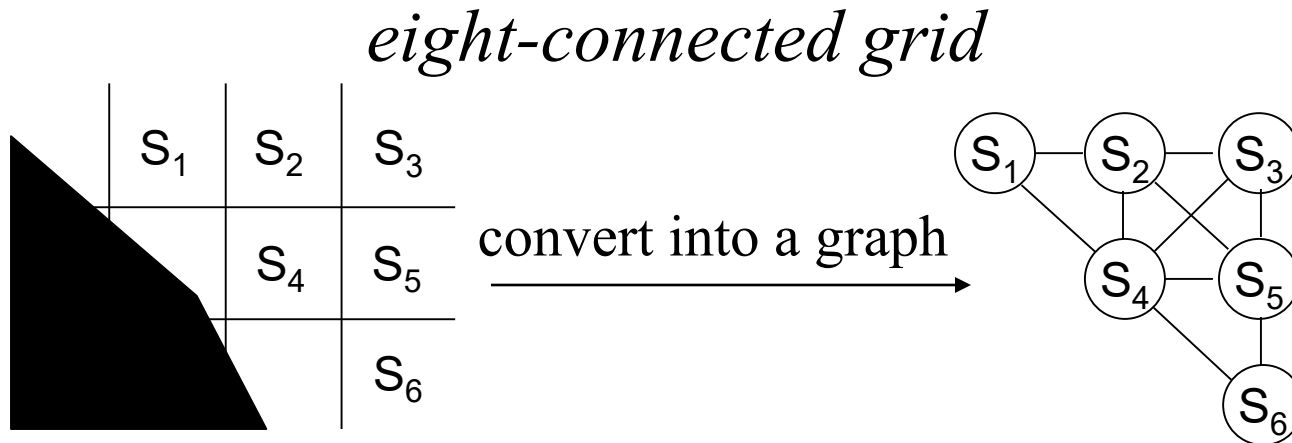 eight-connected grid
S₁ S₂ S₃
S₄ S₅
S₆
convert into a graph
S₁ S₂ S₃
S₄ S₅
S₆